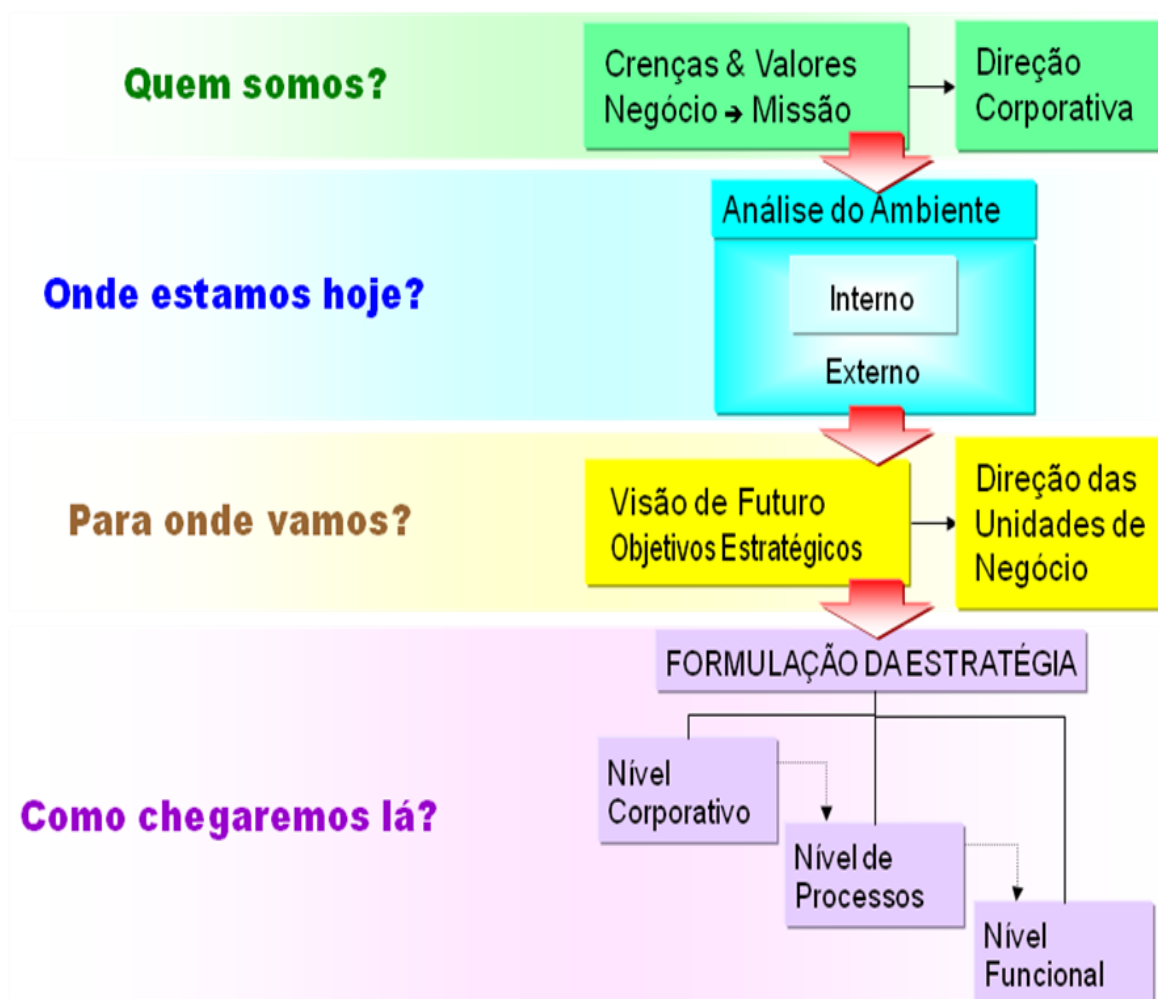 Quem somos?
Crenças & Valores
Negócio → Missão
Direção
Corporativa
Onde estamos hoje?
Análise do Ambiente
Interno
Externo
Para onde vamos?
Visão de Futuro
Objetivos Estratégicos
Direção das
Unidades de
Negócio
Como chegaremos lá?
FORMULAÇÃO DA ESTRATÉGIA
Nível
Corporativo
Nível de
Processos
Nível
Funcional